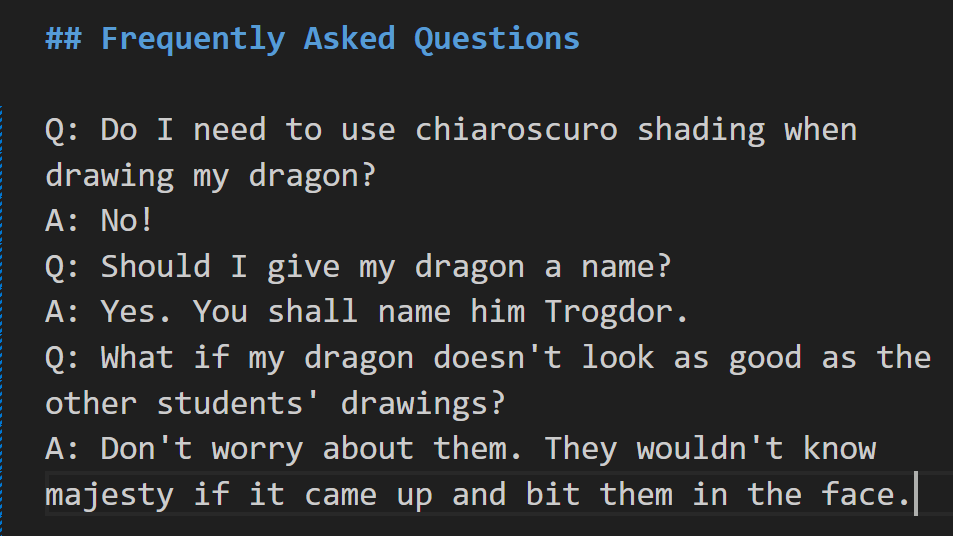 ## Frequently Asked Questions
Q: Do I need to use chiaroscuro shading when
drawing my dragon?
A: No!
Q: Should I give my dragon a name?
A: Yes. You shall name him Trogdor.
Q: What if my dragon doesn't look as good as the
other students' drawings?
A: Don't worry about them. They wouldn't know
majesty if it came up and bit them in the face.